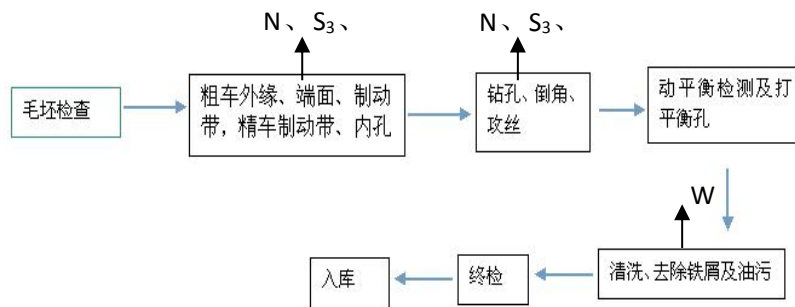 N、S₃、
N、S₃、
毛坯检查
粗车外缘、端面、制动
带，精车制动带、内孔
钻孔、倒角、
攻丝
动平衡检测及打
平衡孔
W
清洗、去除铁屑及油污
终检
入库